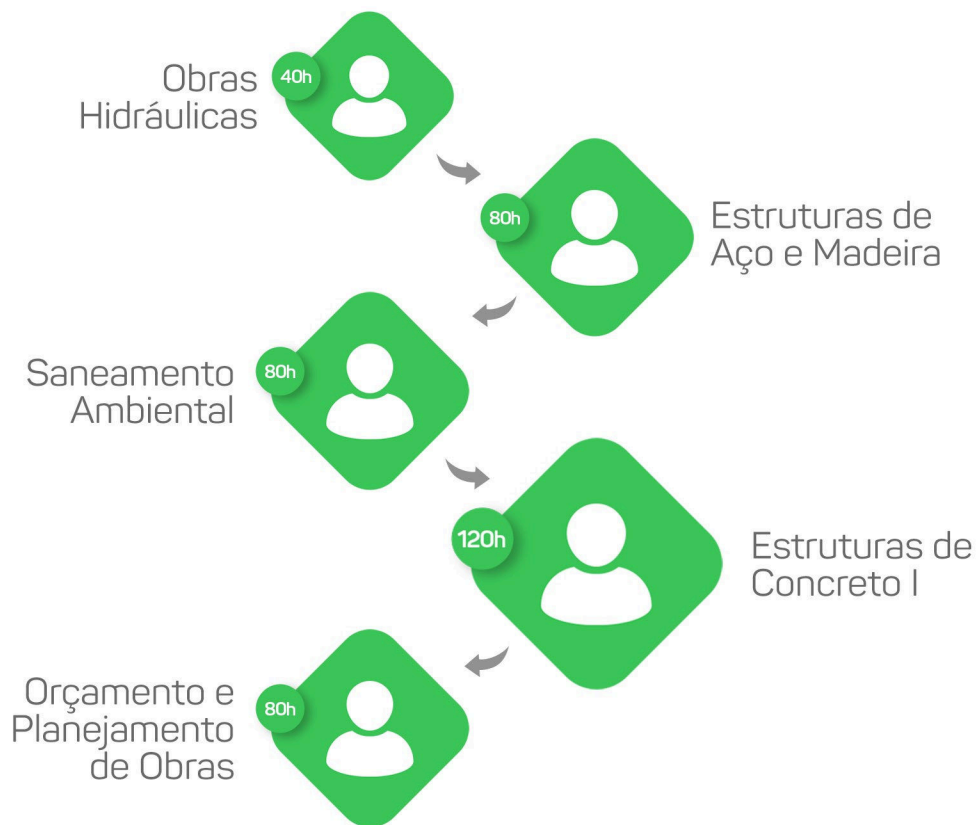 Obras
Hidráulicas
40h
80h
Estruturas de
Aço e Madeira
Saneamento
Ambiental
80h
120h
Estruturas de
Concreto I
Orçamento e
Planejamento
de Obras
80h